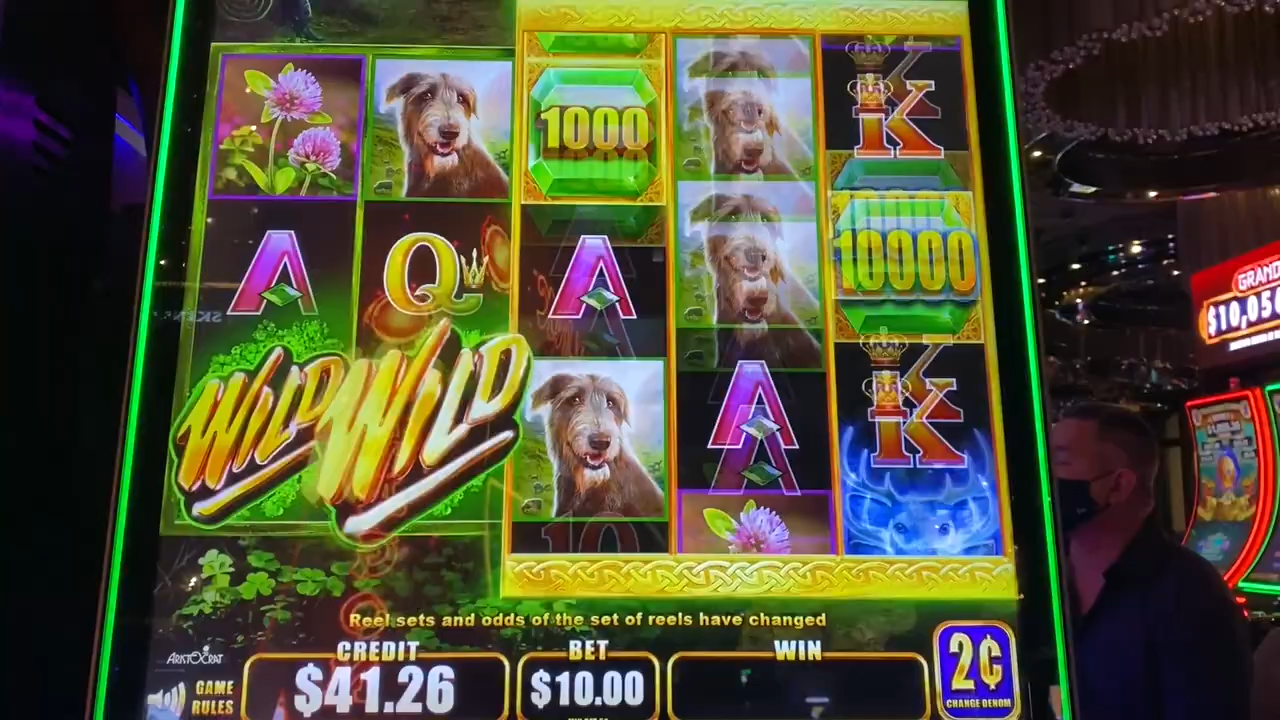 1000
K
A
Q
A
10000
WILD WILD
A
K
A
10
Reel sets and odds of the set of reels have changed
ARISTOCRAT
GAME
RULES
CREDIT
$41.26
BET
$10.00
WIN
2¢
CHANGE DENOM
GRAND